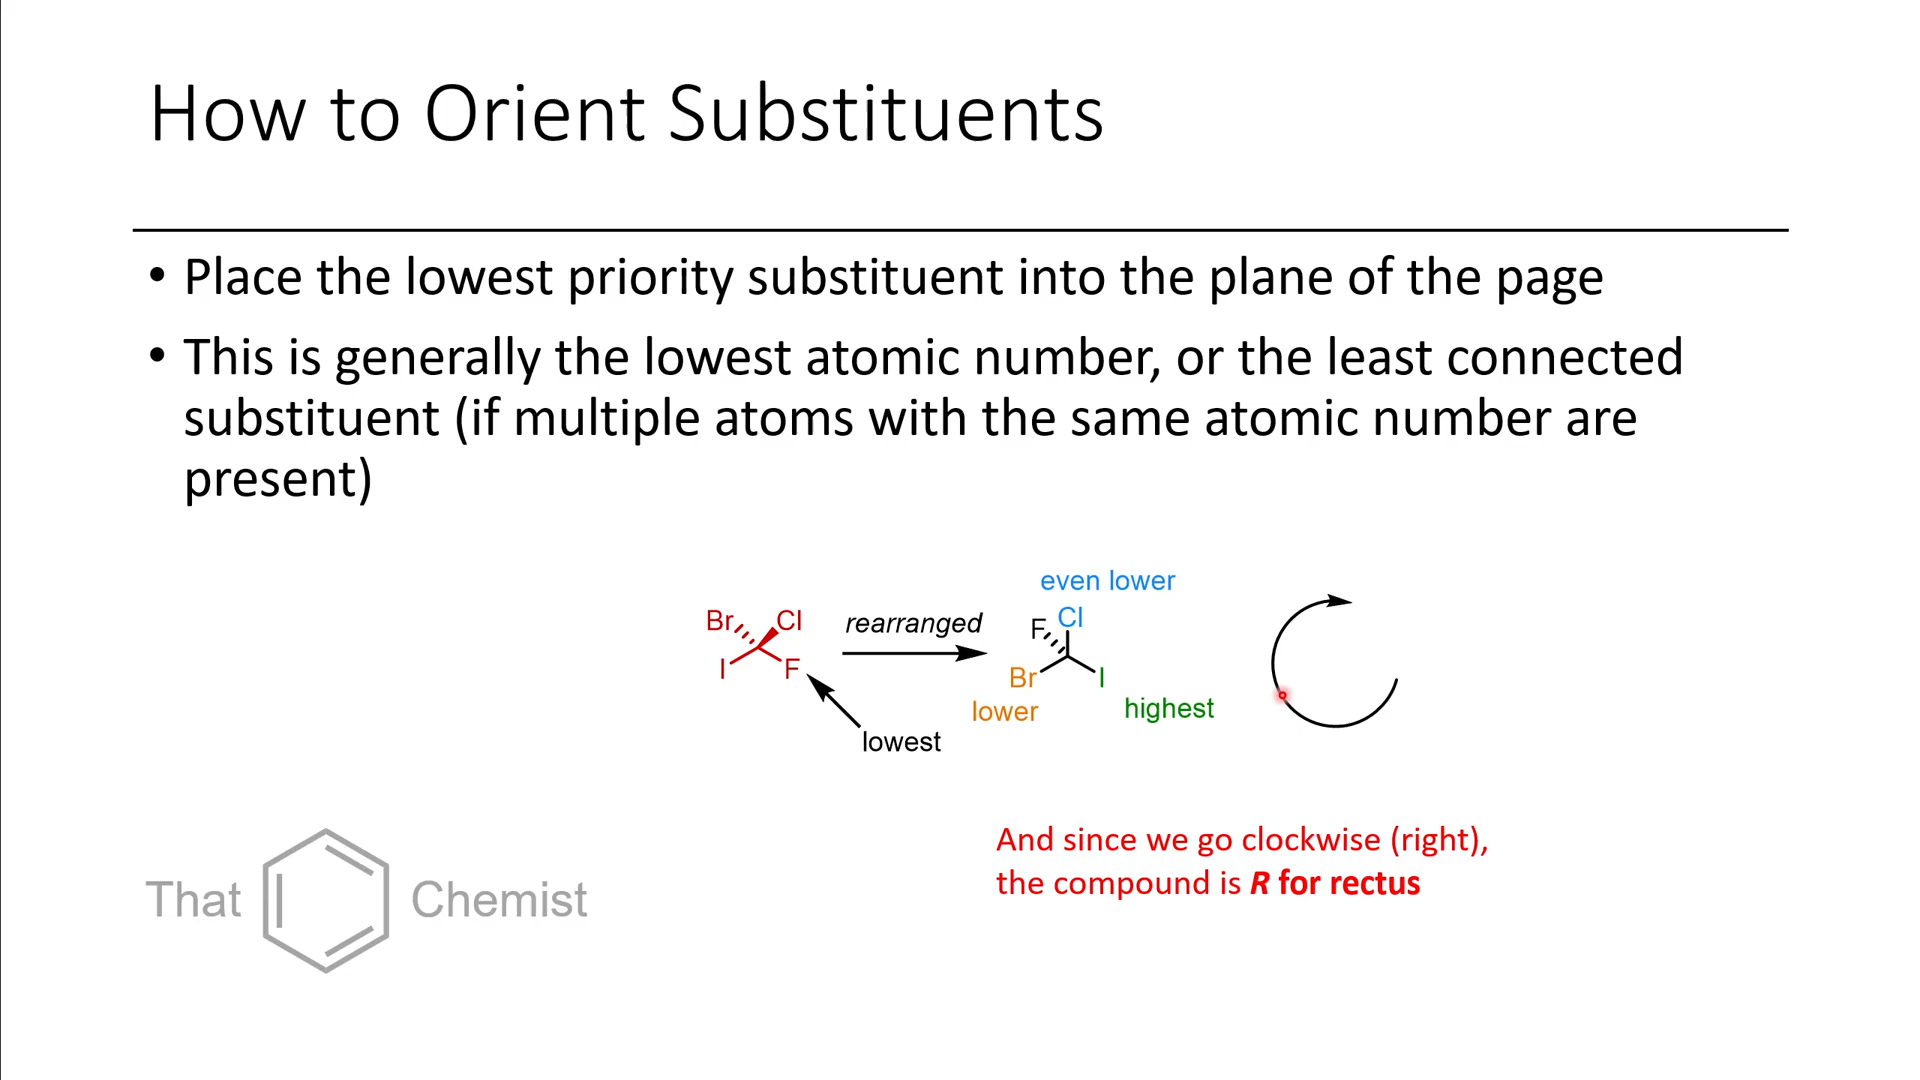 How to Orient Substituents
• Place the lowest priority substituent into the plane of the page
• This is generally the lowest atomic number, or the least connected
substituent (if multiple atoms with the same atomic number are
present)
Br Cl
I F
lowest
rearranged
even lower
F Cl
Br I
lower
highest
And since we go clockwise (right),
the compound is R for rectus
That Chemist